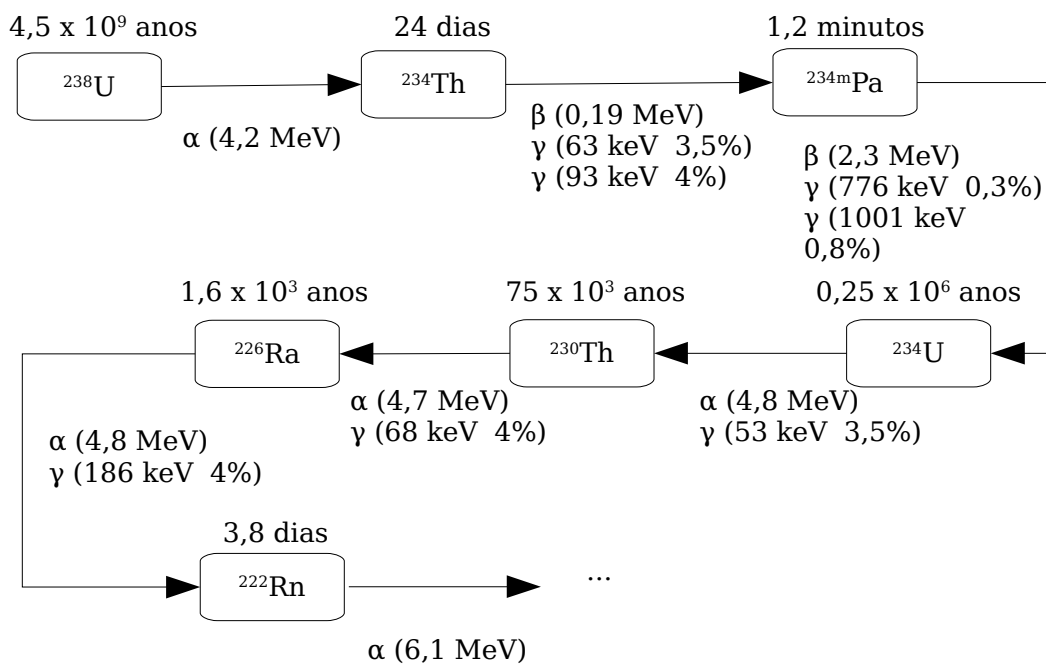 4,5 x 10⁹ anos
24 dias
1,2 minutos
²³⁸U
²³⁴Th
²³⁴ᵐPa
α (4,2 MeV)
β (0,19 MeV)
γ (63 keV 3,5%)
γ (93 keV 4%)
β (2,3 MeV)
γ (776 keV 0,3%)
γ (1001 keV
0,8%)
1,6 x 10³ anos
75 x 10³ anos
0,25 x 10⁶ anos
²²⁶Ra
²³⁰Th
²³⁴U
α (4,8 MeV)
γ (186 keV 4%)
α (4,7 MeV)
γ (68 keV 4%)
α (4,8 MeV)
γ (53 keV 3,5%)
3,8 dias
²²²Rn
...
α (6,1 MeV)